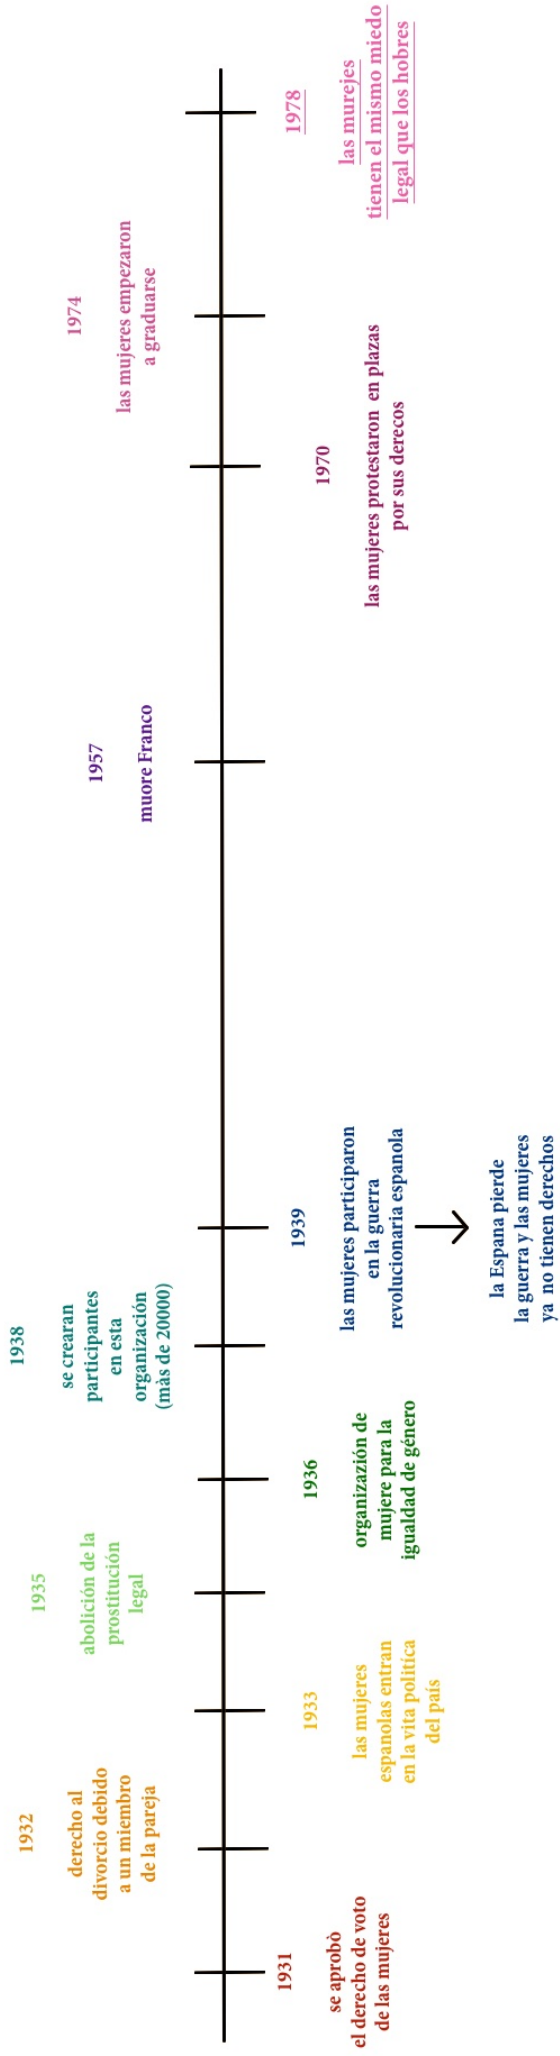 1931
se aprobò
el derecho de voto
de las mujeres
1932
derecho al
divorcio debido
a un miembro
de la pareja
1933
las mujeres
espanolas entran
en la vita politíca
del país
1935
abolición de la
prostitución
legal
1936
organizazión de
mujere para la
igualdad de género
1938
se crearan
participantes
en esta
organización
(màs de 20000)
1939
las mujeres participaron
en la guerra
revolucionaria espanola
la Espana pierde
la guerra y las mujeres
ya no tienen derechos
1957
muore Franco
1970
las mujeres protestaron en plazas
por sus derecos
1974
las mujeres empezaron
a graduarse
1978
las murejes
tienen el mismo miedo
legal que los hobres